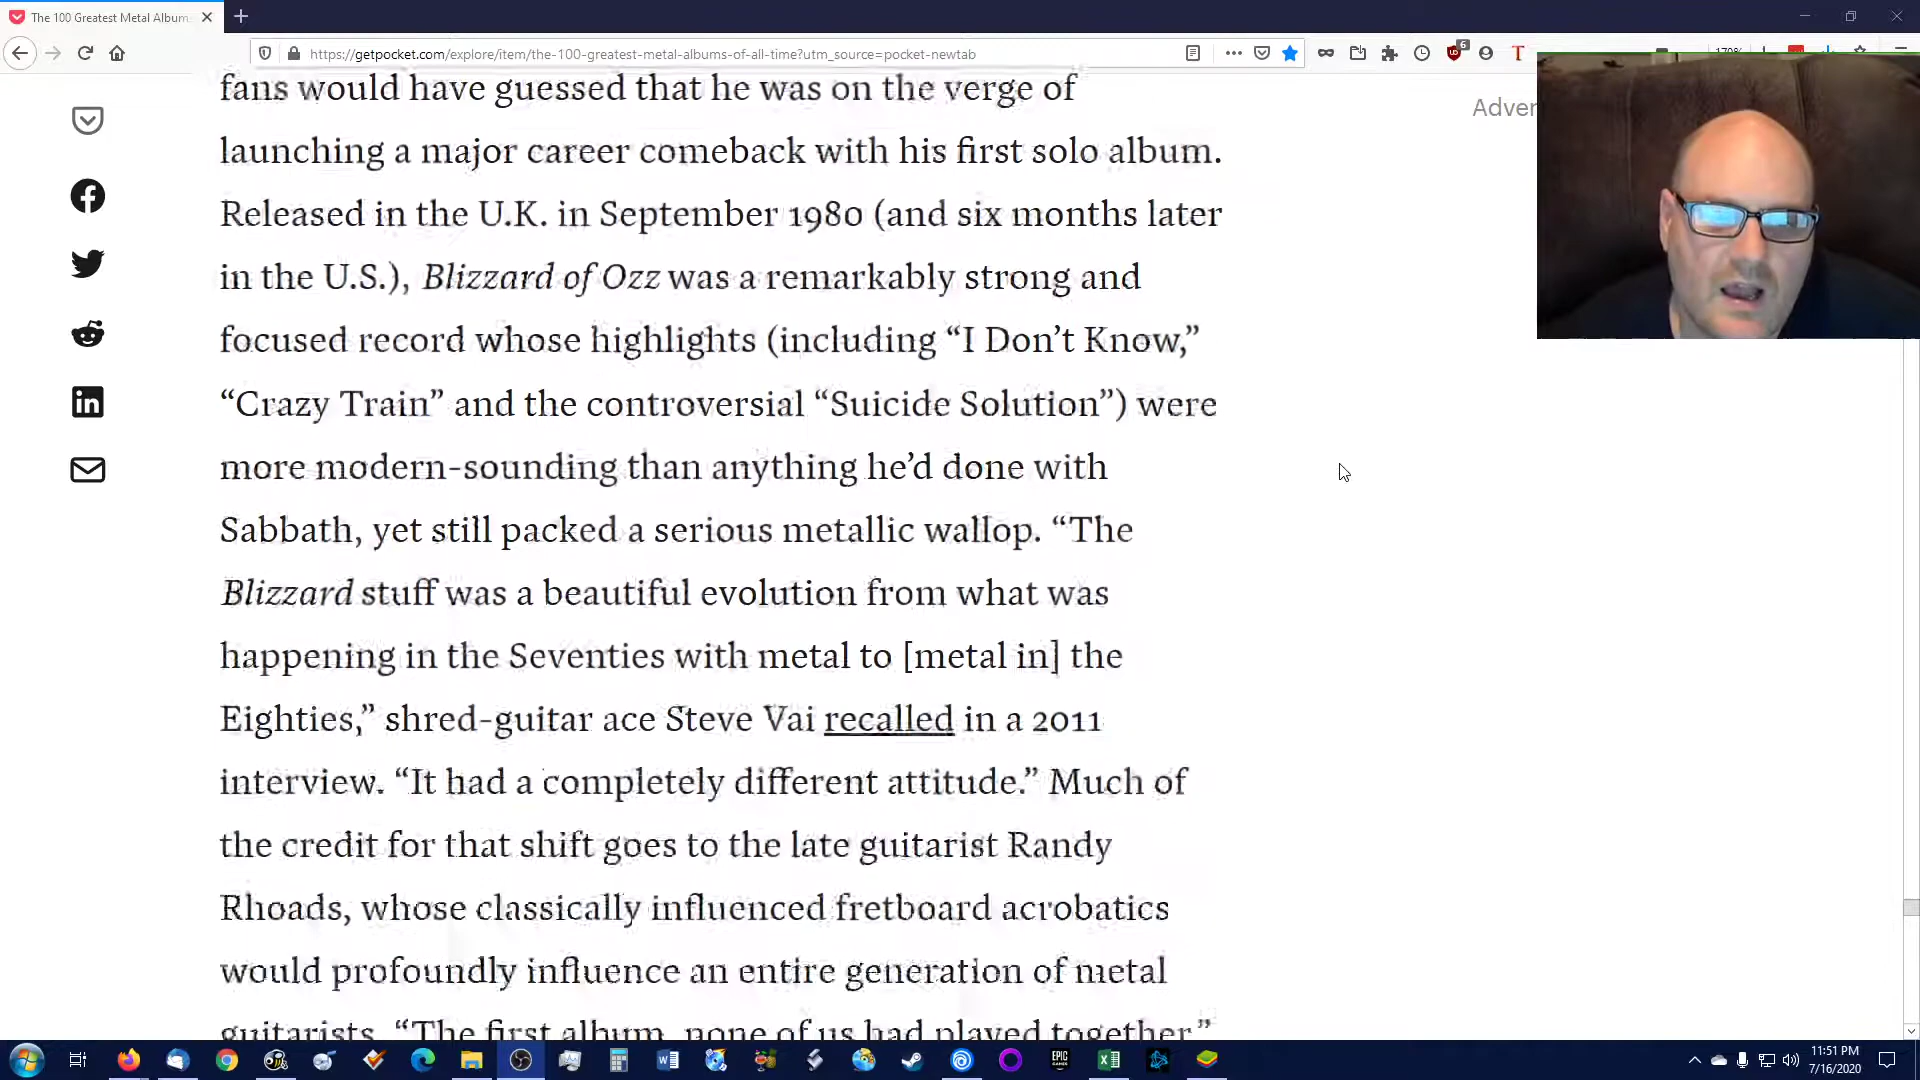 The 100 Greatest Metal Album
https://getpocket.com/explore/item/the-100-greatest-metal-albums-of-all-time?utm_source=pocket-newtab
6
fans would have guessed that he was on the verge of
Adver
launching a major career comeback with his first solo album.
Released in the U.K. in September 1980 (and six months later
in the U.S.), Blizzard of Ozz was a remarkably strong and
focused record whose highlights (including “I Don’t Know,”
“Crazy Train” and the controversial “Suicide Solution”) were
more modern-sounding than anything he’d done with
Sabbath, yet still packed a serious metallic wallop. “The
Blizzard stuff was a beautiful evolution from what was
happening in the Seventies with metal to [metal in] the
Eighties,” shred-guitar ace Steve Vai recalled in a 2011
interview. “It had a completely different attitude.” Much of
the credit for that shift goes to the late guitarist Randy
Rhoads, whose classically influenced fretboard acrobatics
would profoundly influence an entire generation of metal
guitarists. “The first album, none of us had played together,”
11:51 PM
7/16/2020